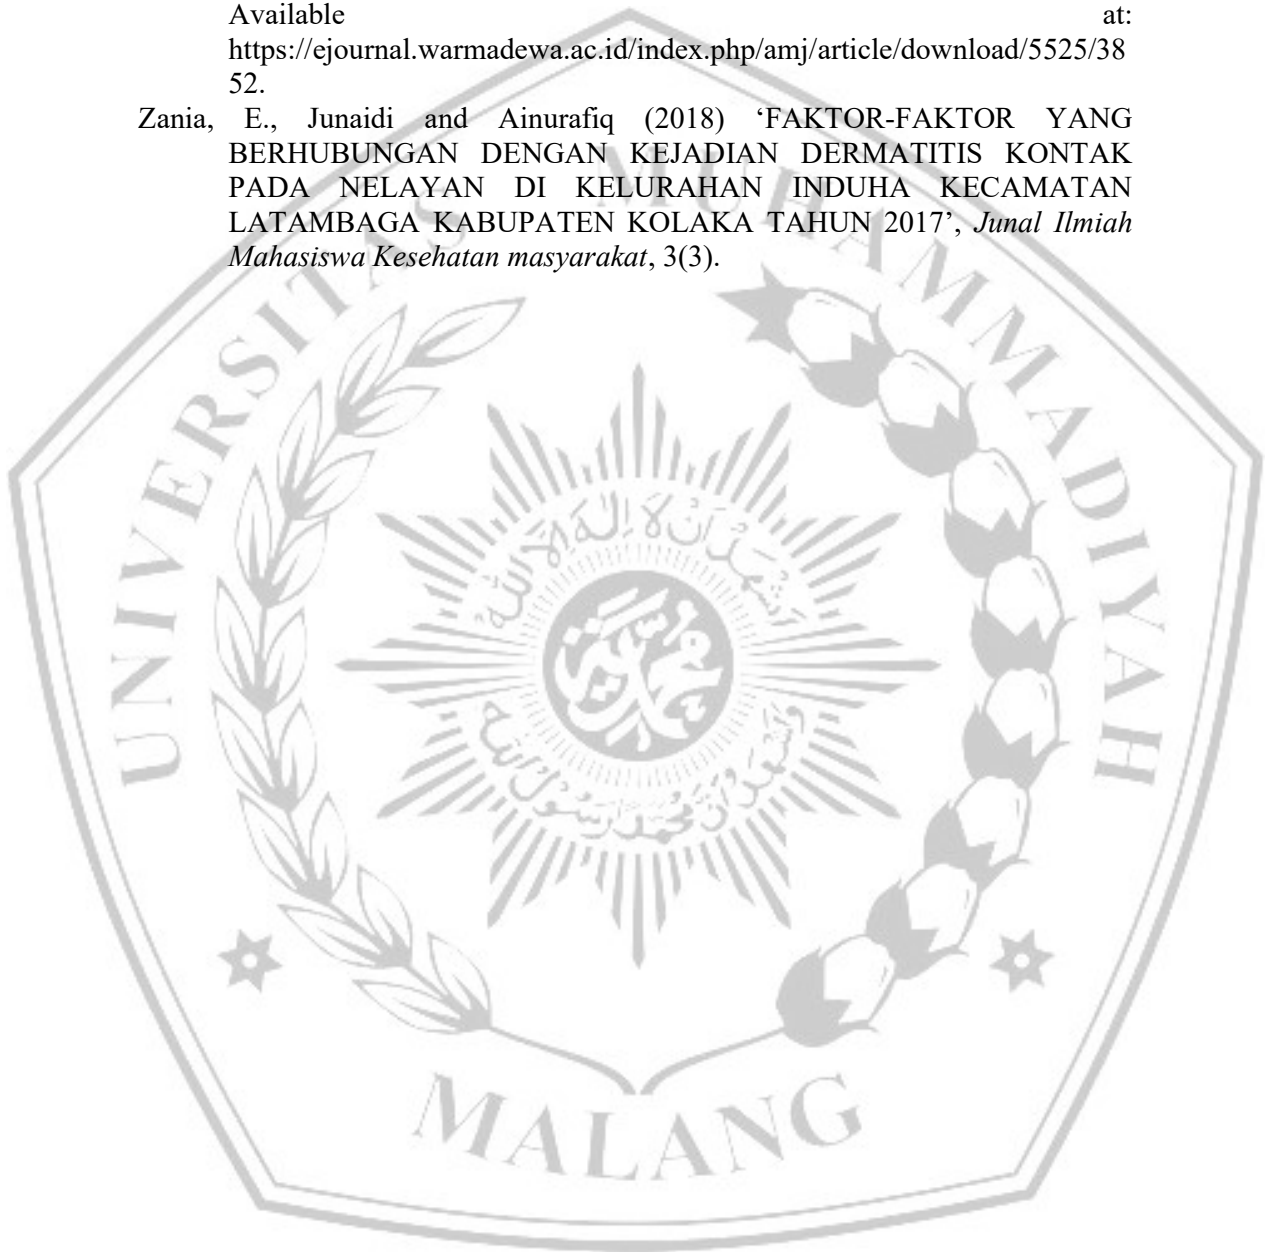 Available at:
https://ejournal.warmadewa.ac.id/index.php/amj/article/download/5525/38
52.
Zania, E., Junaidi and Ainurafiq (2018) ‘FAKTOR-FAKTOR YANG
BERHUBUNGAN DENGAN KEJADIAN DERMATITIS KONTAK
PADA NELAYAN DI KELURAHAN INDUHA KECAMATAN
LATAMBAGA KABUPATEN KOLAKA TAHUN 2017’, Junal Ilmiah
Mahasiswa Kesehatan masyarakat, 3(3).
UNIVERSITAS MUHAMMADIYAH
MALANG